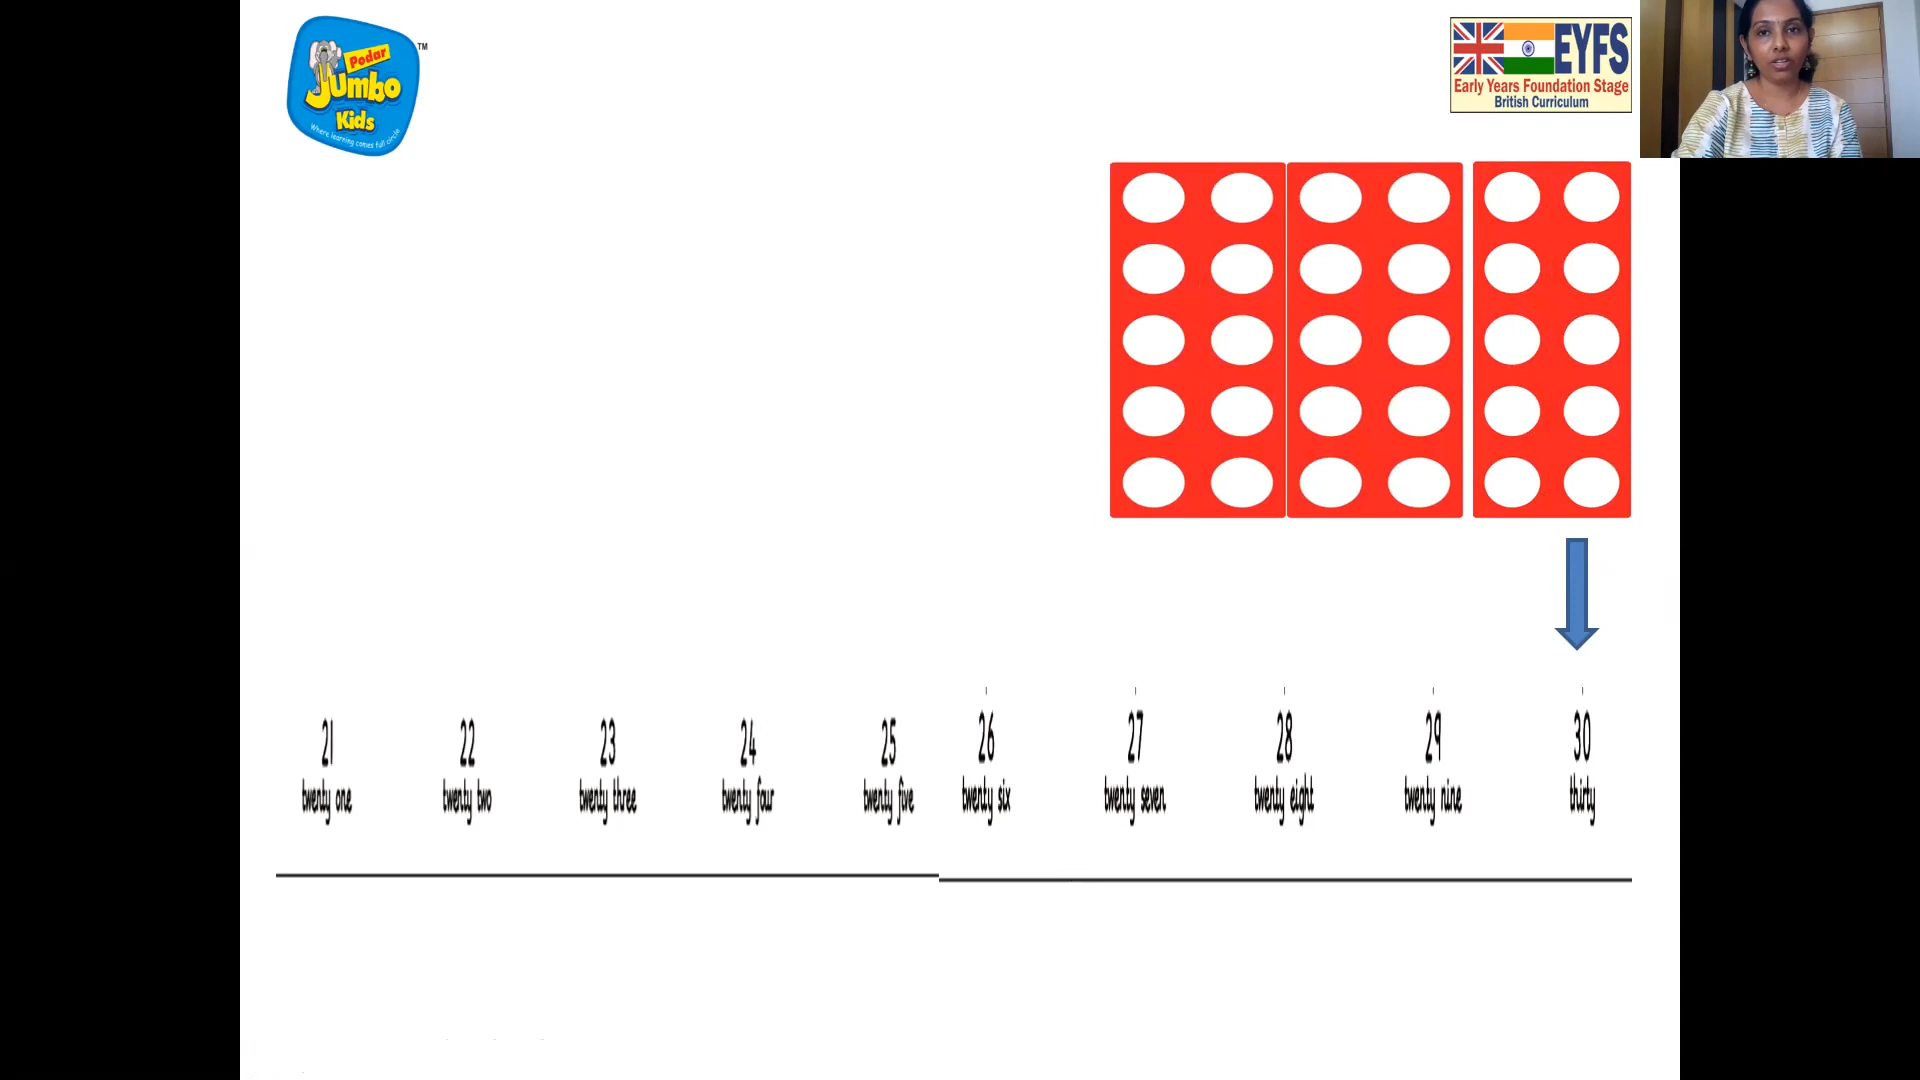 Podar
Jumbo
Kids
Where learning comes full circle
TM
EYFS
Early Years Foundation Stage
British Curriculum
21 22 23 24 25 26 27 28 29 30
twenty one twenty two twenty three twenty four twenty five twenty six twenty seven twenty eight twenty nine thirty